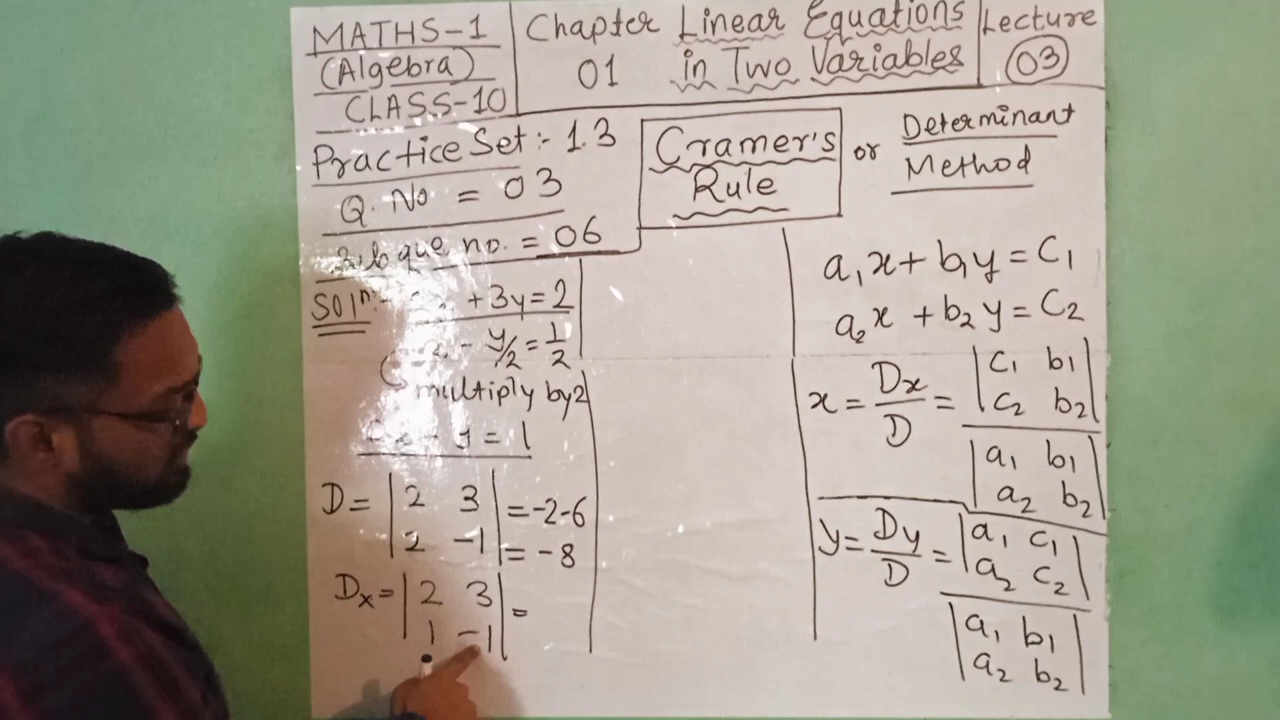 MATHS-1
(Algebra)
CLASS-10
Chapter 01
Linear Equations
in Two Variables
Lecture
03
Practice Set :- 1.3
Q. No = 03
que no. = 06
Cramer's
Rule
or
Determinant
Method
Solⁿ:- +3y=2
- y/2 = 1/2
multiply by 2
- y = 1
D = | 2 3 | = -2-6
| 2 -1 | = -8
Dx = | 2 3 | =
| 1 -1 |
a₁x + b₁y = C₁
a₂x + b₂y = C₂
x = Dx/D = | C₁ b₁ |
| C₂ b₂ |
| a₁ b₁ |
| a₂ b₂ |
y = Dy/D = | a₁ C₁ |
| a₂ C₂ |
| a₁ b₁ |
| a₂ b₂ |